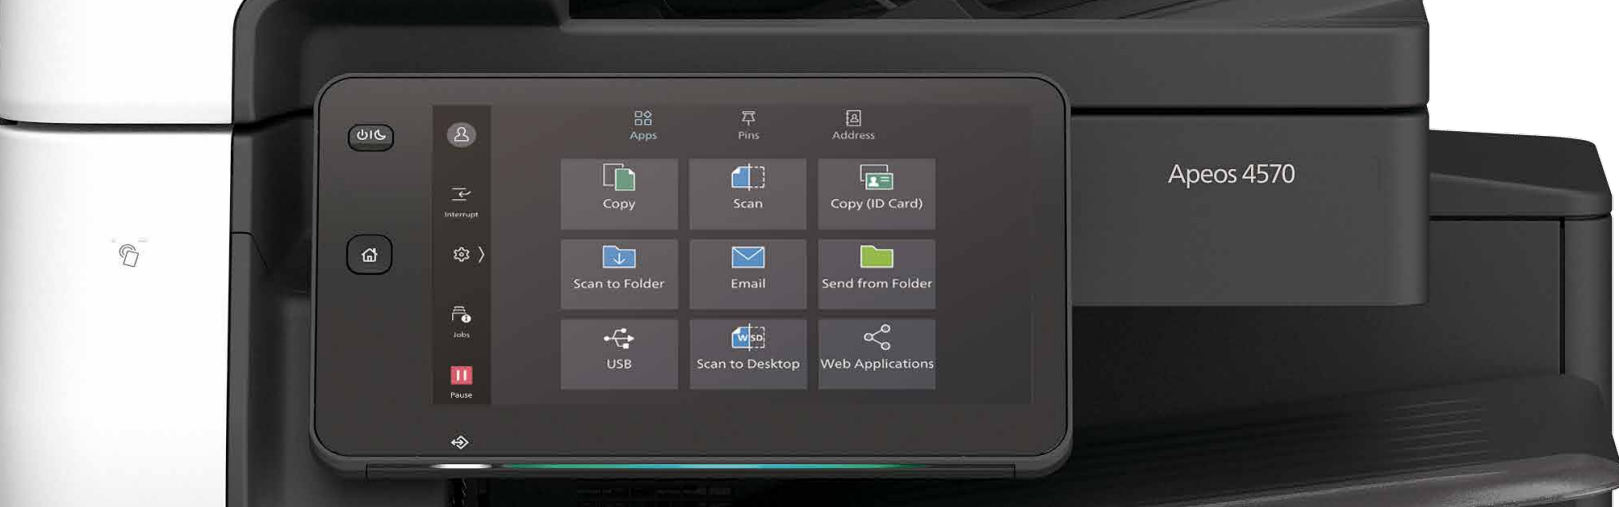 Apps
Pins
Address
Copy
Scan
Copy (ID Card)
Interrupt
Scan to Folder
Email
Send from Folder
Jobs
USB
WSD
Scan to Desktop
Web Applications
Pause
Apeos 4570